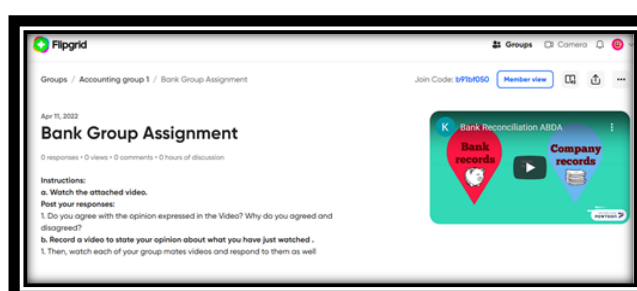 Flipgrid
Groups
Camera
Groups / Accounting group 1 / Bank Group Assignment
Join Code: b91bf050
Member view
Apr 11, 2022
Bank Group Assignment
0 responses • 0 views • 0 comments • 0 hours of discussion
Instructions:
a. Watch the attached video.
Post your responses:
1. Do you agree with the opinion expressed in the Video? Why do you agreed and
disagreed?
b. Record a video to state your opinion about what you have just watched .
1. Then, watch each of your group mates videos and respond to them as well
K
Bank Reconciliation ABDA
Bank
records
Company
records
POWTOON